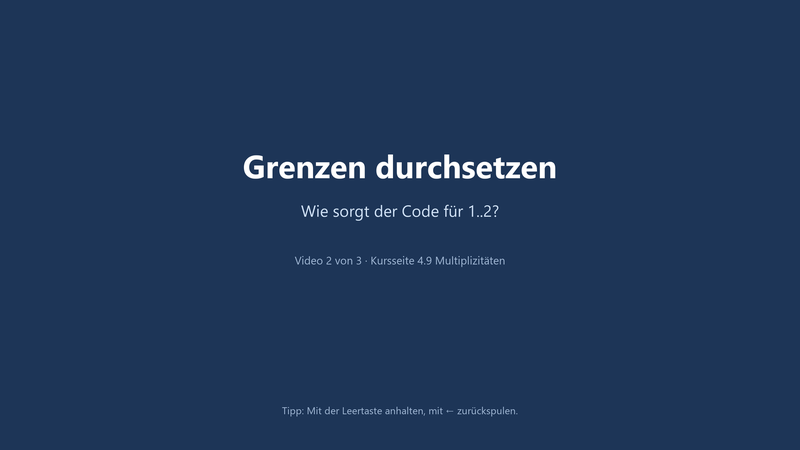 Grenzen durchsetzen
Wie sorgt der Code für 1..2?
Video 2 von 3 · Kursseite 4.9 Multiplizitäten
Tipp: Mit der Leertaste anhalten, mit ← zurückspulen.